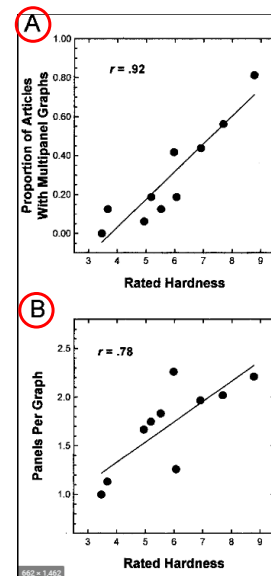 A
Proportion of Articles
With Multipanel Graphs
r = .92
1.00
0.80
0.60
0.40
0.20
0.00
3 4 5 6 7 8 9
Rated Hardness
B
Panels Per Graph
r = .78
2.5
2.0
1.5
1.0
3 4 5 6 7 8 9
Rated Hardness
662 × 1,462